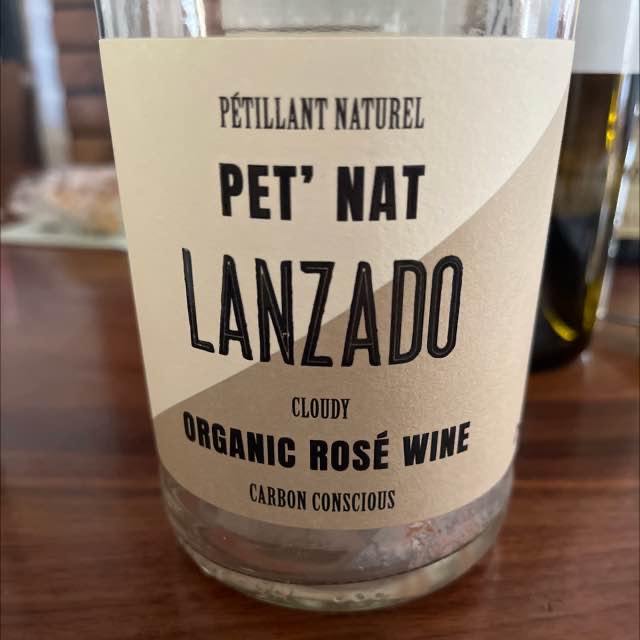 PÉTILLANT NATUREL
PET' NAT
LANZADO
CLOUDY
ORGANIC ROSÉ WINE
CARBON CONSCIOUS